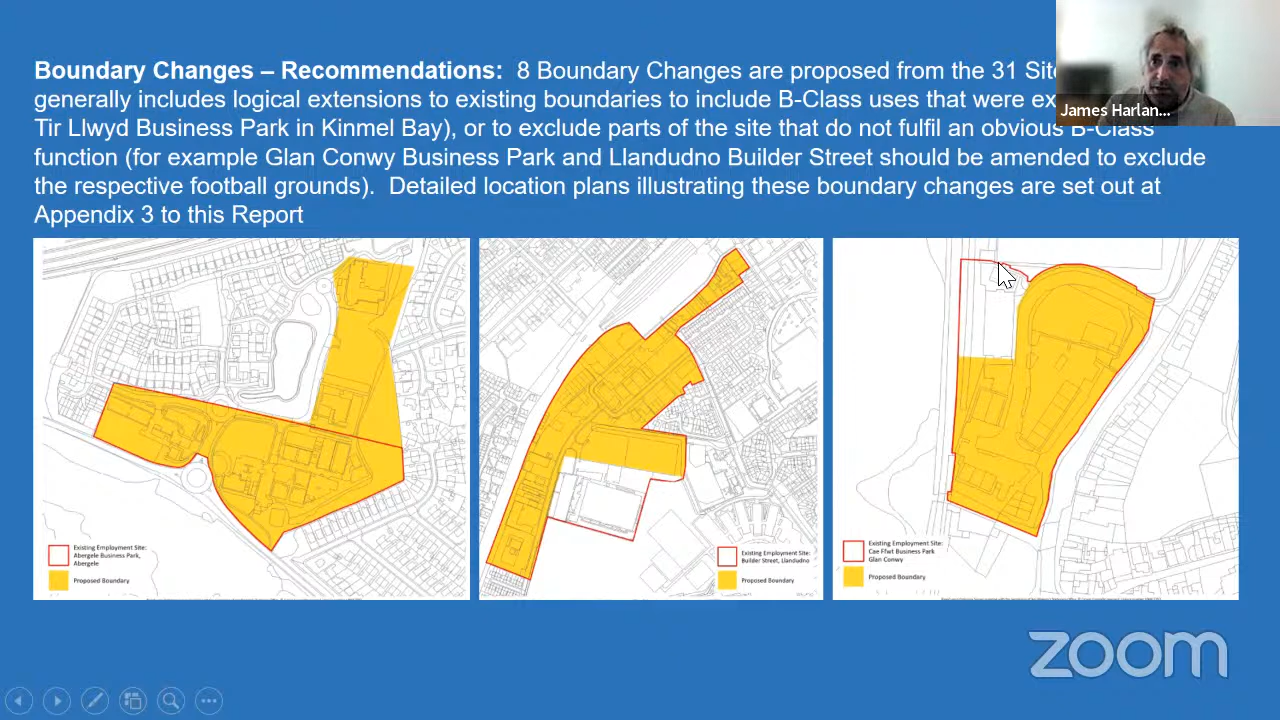 Boundary Changes – Recommendations: 8 Boundary Changes are proposed from the 31
generally includes logical extensions to existing boundaries to include B-Class uses that were
James Harlan...
Tir Llwyd Business Park in Kinmel Bay), or to exclude parts of the site that do not fulfil an obvious B-Class
function (for example Glan Conwy Business Park and Llandudno Builder Street should be amended to exclude
the respective football grounds). Detailed location plans illustrating these boundary changes are set out at
Appendix 3 to this Report
Existing Employment Site:
Abergele Business Park,
Abergele
Proposed Boundary
Existing Employment Site:
Builder Street, Llandudno
Proposed Boundary
Existing Employment Site:
Cae Ffwt Business Park
Glan Conwy
Proposed Boundary
zoom